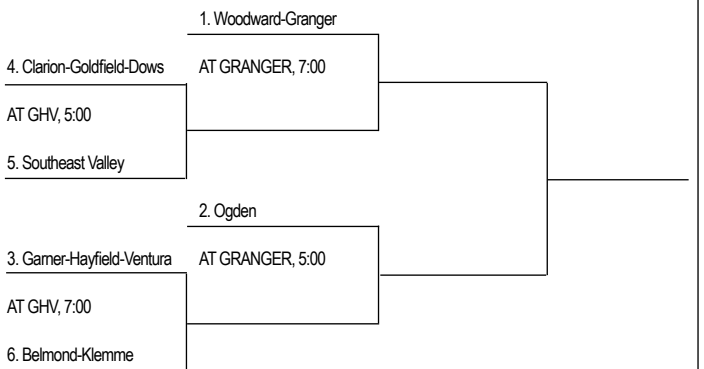 1. Woodward-Granger
4. Clarion-Goldfield-Dows
AT GRANGER, 7:00
AT GHV, 5:00
5. Southeast Valley
2. Ogden
3. Garner-Hayfield-Ventura
AT GRANGER, 5:00
AT GHV, 7:00
6. Belmond-Klemme